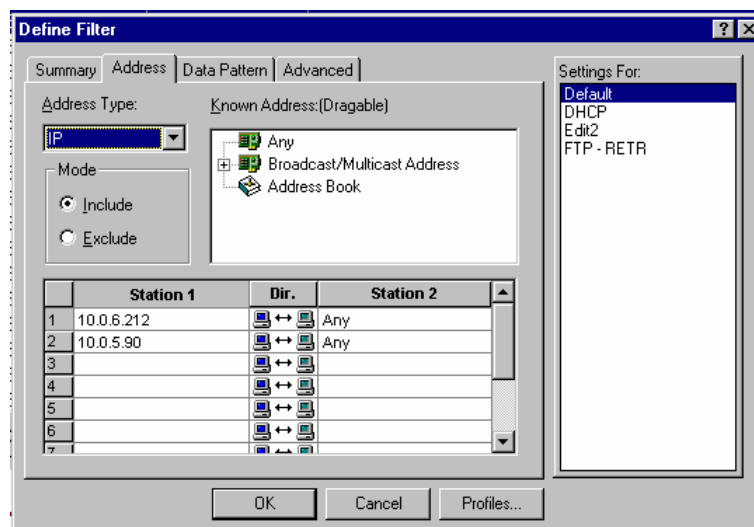 Define Filter
Summary Address Data Pattern Advanced
Address Type:
IP
Known Address:(Dragable)
Any
Broadcast/Multicast Address
Address Book
Mode
Include
Exclude
Station 1 Dir. Station 2
1 10.0.6.212 Any
2 10.0.5.90 Any
3
4
5
6
7
Settings For:
Default
DHCP
Edit2
FTP - RETR
OK Cancel Profiles...